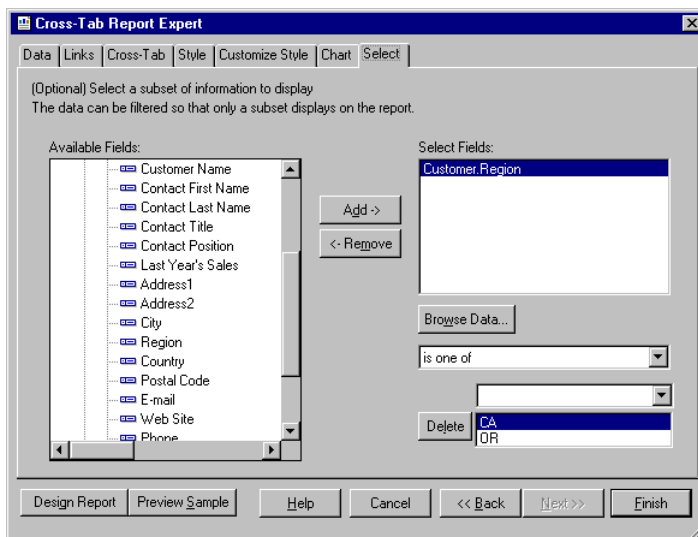 Cross-Tab Report Expert
Data Links Cross-Tab Style Customize Style Chart Select
(Optional) Select a subset of information to display
The data can be filtered so that only a subset displays on the report.
Available Fields:
Customer Name
Contact First Name
Contact Last Name
Contact Title
Contact Position
Last Year's Sales
Address1
Address2
City
Region
Country
Postal Code
E-mail
Web Site
Phone
Add ->
<- Remove
Select Fields:
Customer.Region
Browse Data...
is one of
Delete
CA
OR
Design Report Preview Sample Help Cancel << Back Next >> Finish